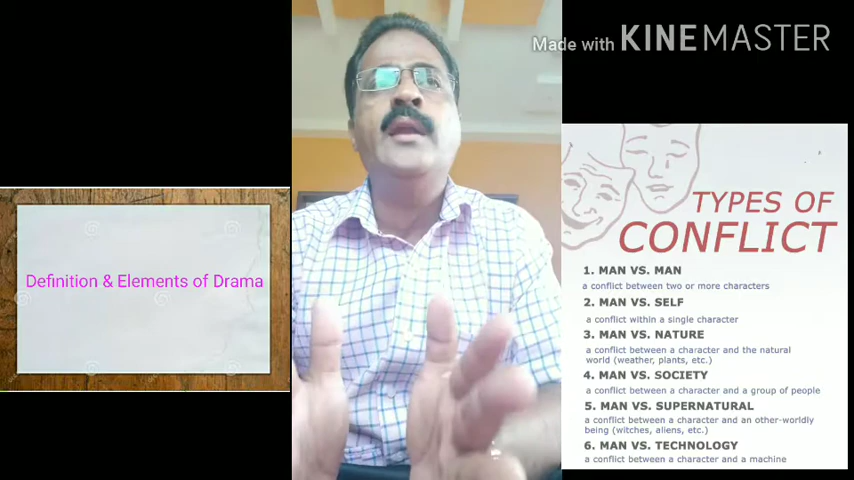 Made with KINEMASTER
Definition & Elements of Drama
TYPES OF
CONFLICT
1. MAN VS. MAN
a conflict between two or more characters
2. MAN VS. SELF
a conflict within a single character
3. MAN VS. NATURE
a conflict between a character and the natural
world (weather, plants, etc.)
4. MAN VS. SOCIETY
a conflict between a character and a group of people
5. MAN VS. SUPERNATURAL
a conflict between a character and an other-worldly
being (witches, aliens, etc.)
6. MAN VS. TECHNOLOGY
a conflict between a character and a machine